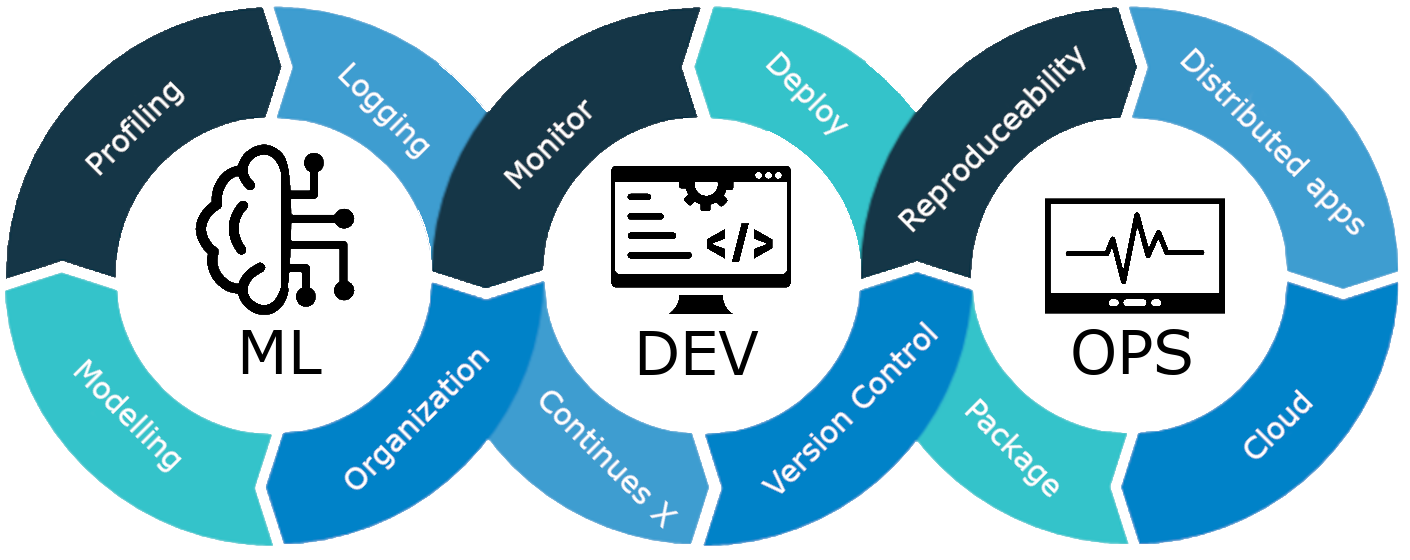 Profiling
Logging
Modelling
Organization
ML
Monitor
Deploy
Continues X
Version Control
</>
DEV
Reproduceability
Distributed apps
Package
Cloud
OPS